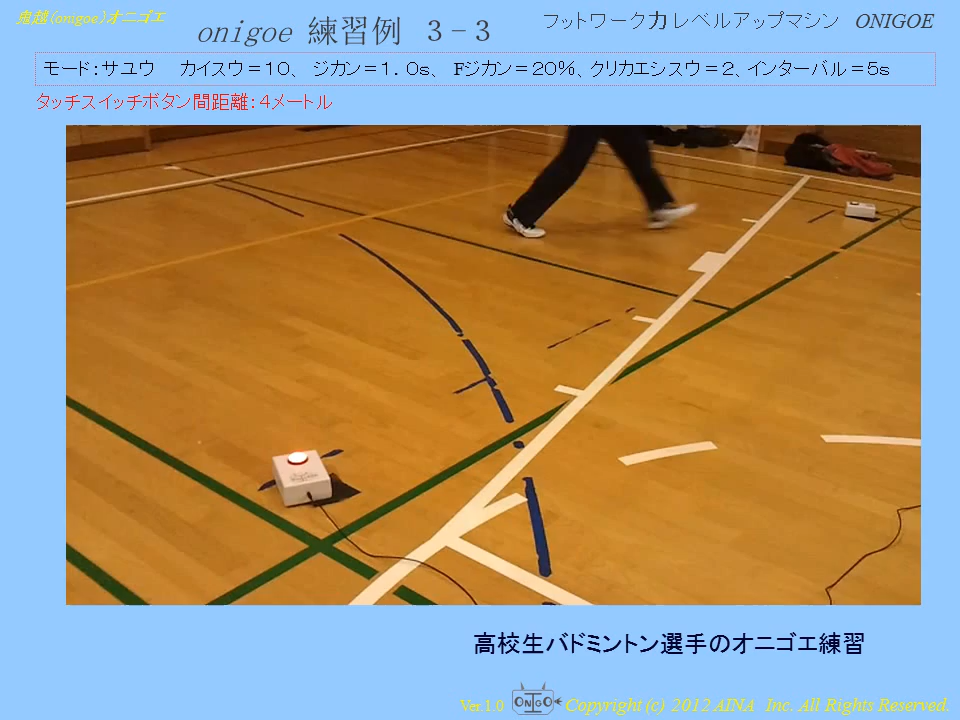 鬼越（onigoe）オニゴエ
onigoe 練習例　３－３
フットワーク力レベルアップマシン　ONIGOE
モード：サユウ　カイスウ＝１０、　ジカン＝１．０s、　Fジカン＝２０％、クリカエシスウ＝２、インターバル＝５s
タッチスイッチボタン間距離：４メートル
高校生バドミントン選手のオニゴエ練習
Ver.1.0 ONIGO Copyright (c) 2012 AINA Inc. All Rights Reserved.